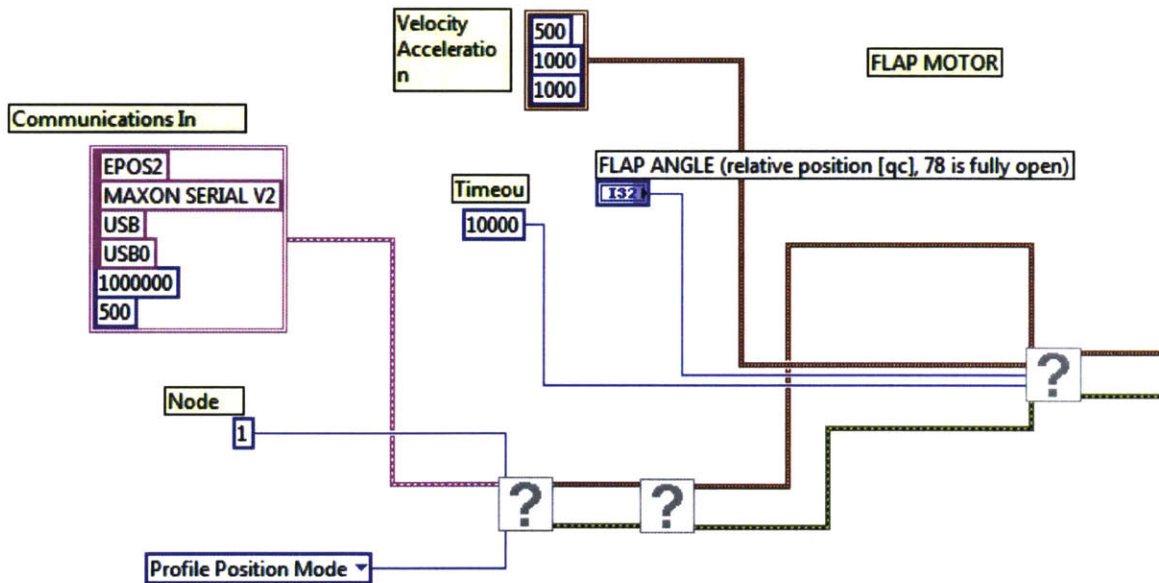 Velocity
Acceleratio
n
500
1000
1000
FLAP MOTOR
Communications In
EPOS2
MAXON SERIAL V2
USB
USB0
1000000
500
FLAP ANGLE (relative position [qc], 78 is fully open)
I32
Timeou
10000
?
Node
1
?
?
Profile Position Mode